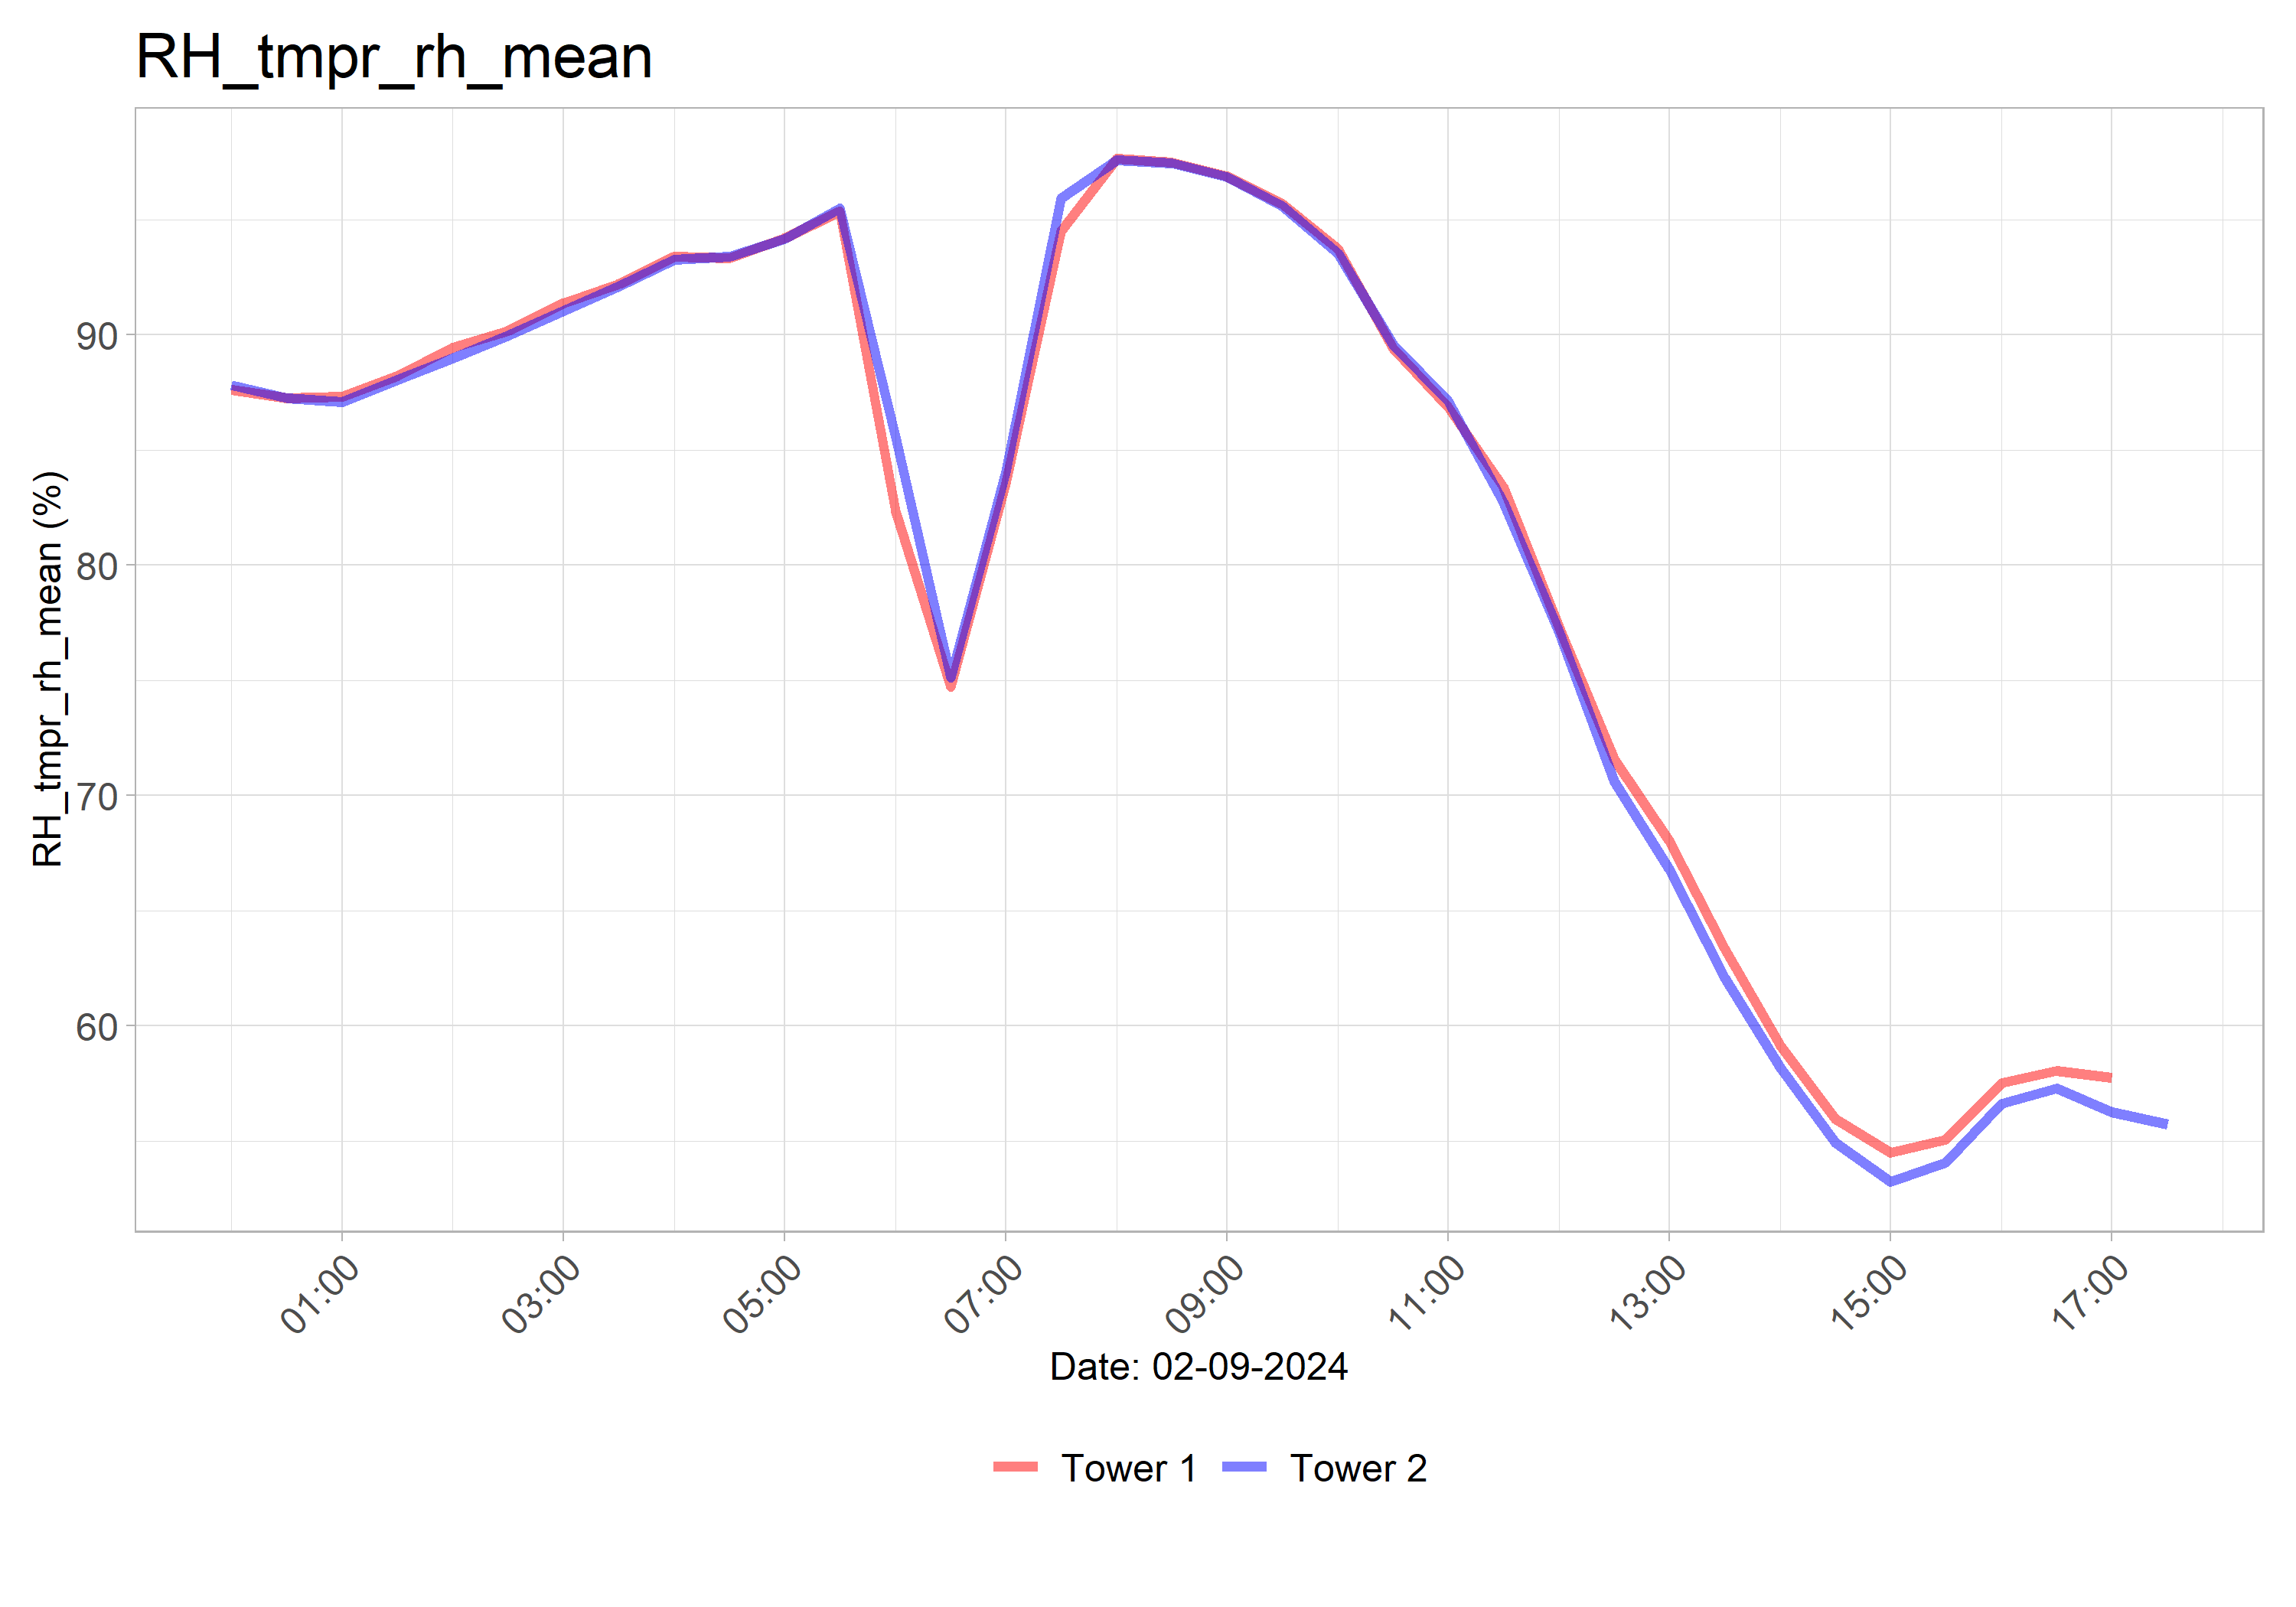 RH_tmpr_rh_mean
RH_tmpr_rh_mean (%)
90
80
70
60
01:00
03:00
05:00
07:00
09:00
11:00
13:00
15:00
17:00
Date: 02-09-2024
Tower 1
Tower 2